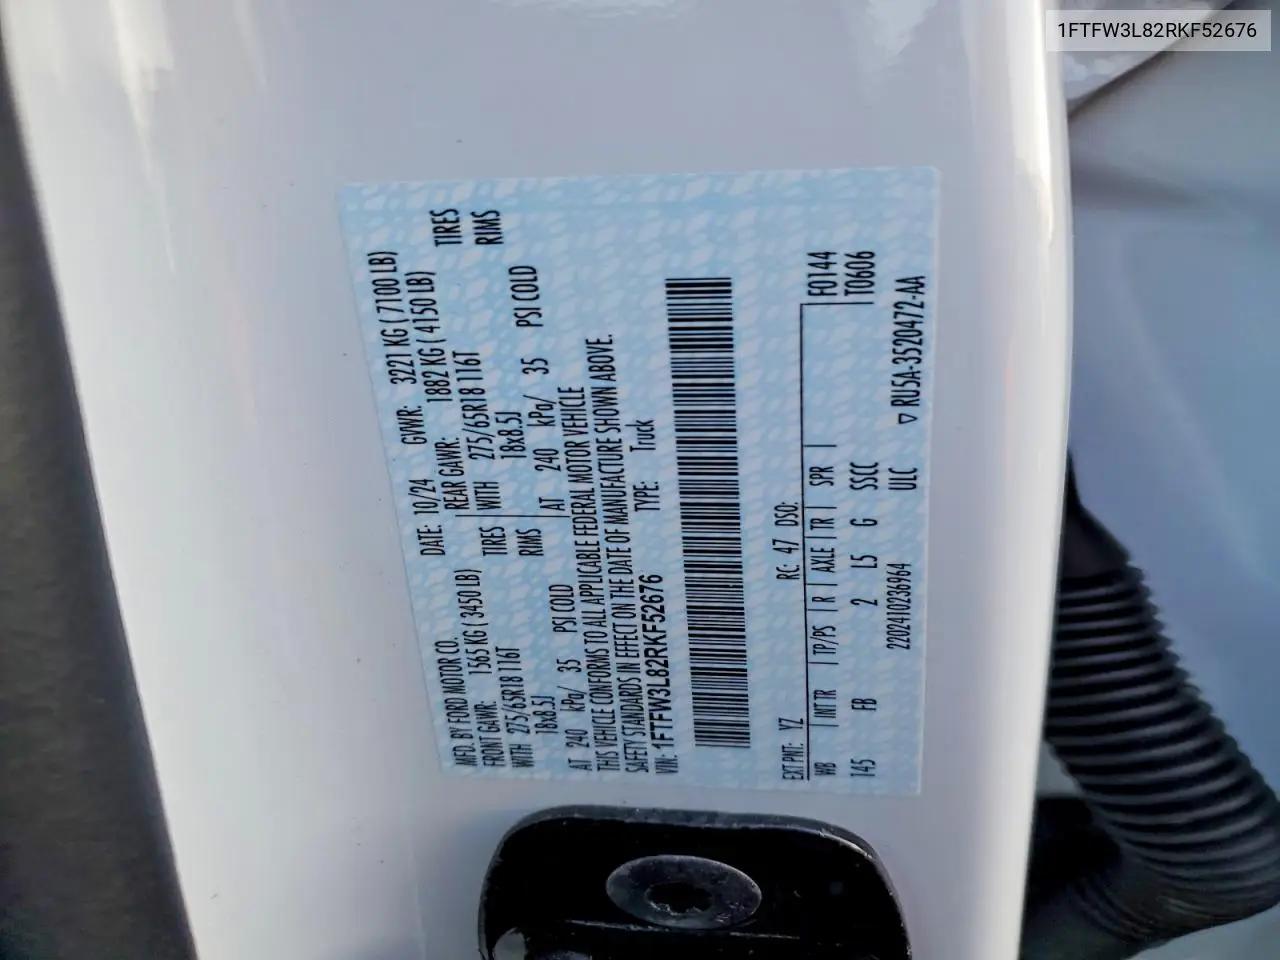 1FTFW3L82RKF52676
MFD. BY FORD MOTOR CO.
DATE: 10/24 GVWR: 3221 KG ( 7100 LB)
FRONT GAWR: 1565 KG ( 3450 LB) REAR GAWR: 1882 KG ( 4150 LB)
WITH 275/65R18 116T TIRES WITH 275/65R18 116T TIRES
18x8.5J RIMS 18x8.5J RIMS
AT 240 kPa/ 35 PSI COLD AT 240 kPa/ 35 PSI COLD
THIS VEHICLE CONFORMS TO ALL APPLICABLE FEDERAL MOTOR VEHICLE
SAFETY STANDARDS IN EFFECT ON THE DATE OF MANUFACTURE SHOWN ABOVE.
VIN: 1FTFW3L82RKF52676 TYPE: Truck
EXT PNT: YZ RC: 47 DSO:
WB | INT TR | TP/PS | R | AXLE | TR | SPR | F0144
145 FB 2 L5 G SSCC T0606
ULC
220241023696​4 ▽ RU5A-3520472-AA